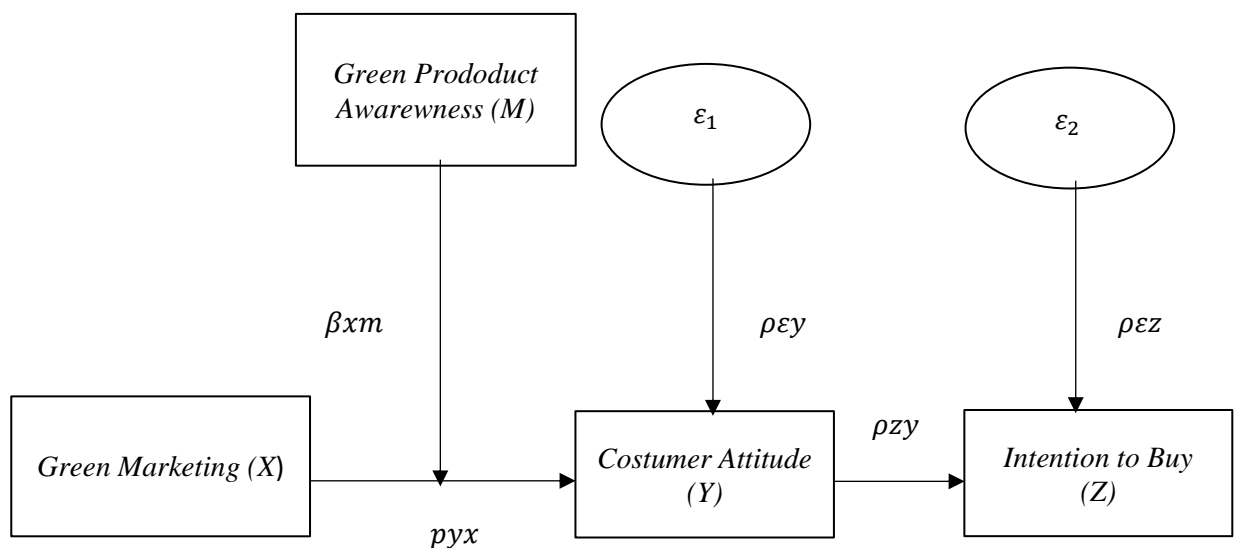 Green Prododuct
Awarewness (M)
ε₁
ε₂
βxm
ρεy
ρεz
Green Marketing (X)
Costumer Attitude
(Y)
ρzy
Intention to Buy
(Z)
pyx